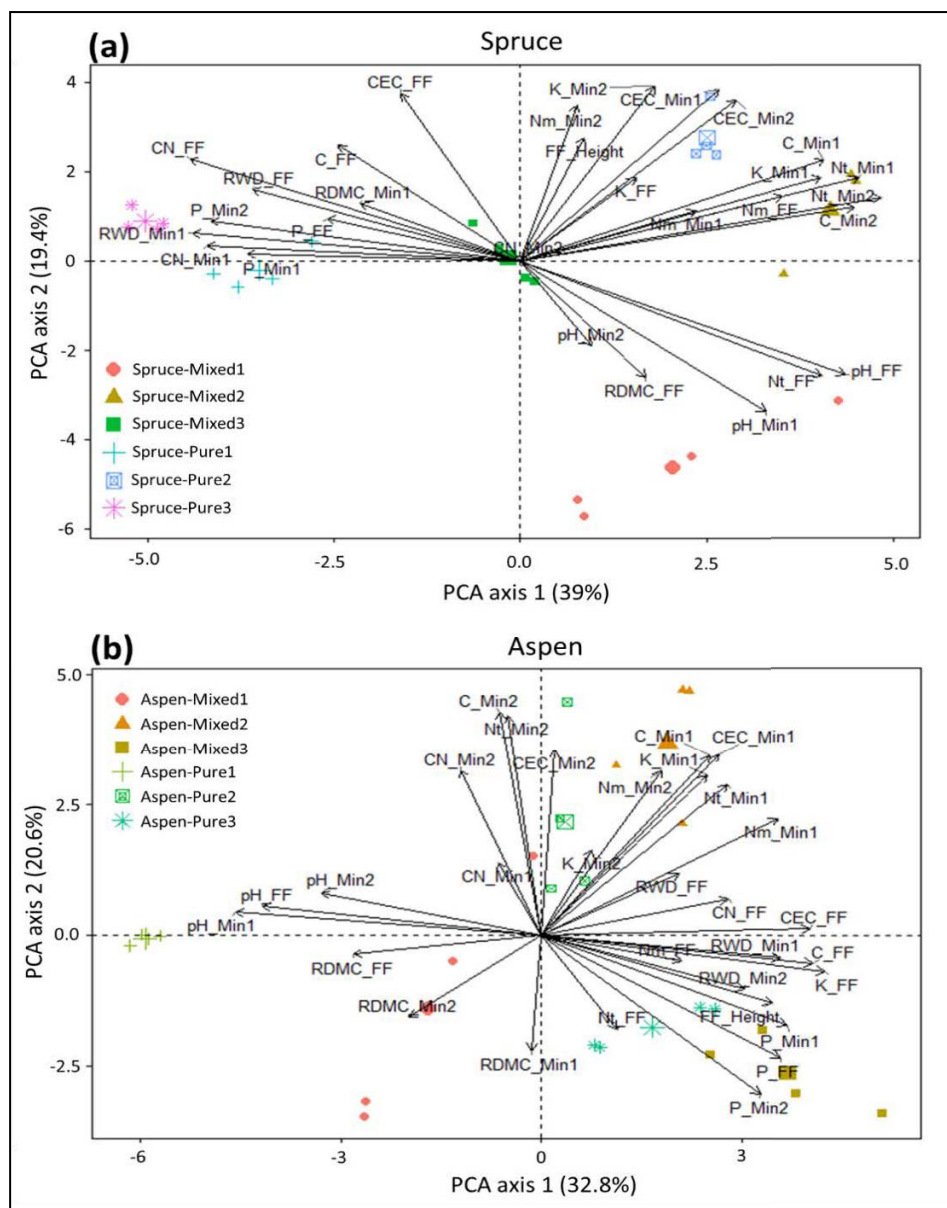 (a) Spruce
4
CEC_FF
K_Min2
CEC_Min1
CEC_Min2
Nm_Min2
FF_Height
C_Min1
CN_FF
C_FF
2
K_Min1
Nt_Min1
RWD_FF
RDMC_Min1
K_FF
Nt_Min2
P_Min2
Nm_FF
Nm_Min1
C_Min2
RWD_Min1
P_FF
CN_Min2
0
CN_Min1
P_Min1
pH_Min2
-2
Spruce-Mixed1
RDMC_FF
Nt_FF
pH_FF
Spruce-Mixed2
pH_Min1
Spruce-Mixed3
-4
Spruce-Pure1
Spruce-Pure2
Spruce-Pure3
-6
PCA axis 2 (19.4%)
-5.0 -2.5 0.0 2.5 5.0
PCA axis 1 (39%)
(b) Aspen
5.0
Aspen-Mixed1
Aspen-Mixed2
Aspen-Mixed3
Aspen-Pure1
Aspen-Pure2
Aspen-Pure3
C_Min2
Nt_Min2
CN_Min2
CEC_Min2
C_Min1
CEC_Min1
K_Min1
Nm_Min2
Nt_Min1
2.5
Nm_Min1
K_Min2
CN_Min1
RWD_FF
pH_Min2
pH_FF
CN_FF
pH_Min1
CEC_FF
0.0
RDMC_FF
Nm_FF
RWD_Min1
C_FF
RWD_Min2
K_FF
RDMC_Min2
Nt_FF
FF_Height
P_Min1
RDMC_Min1
-2.5
P_FF
P_Min2
PCA axis 2 (20.6%)
-6 -3 0 3
PCA axis 1 (32.8%)